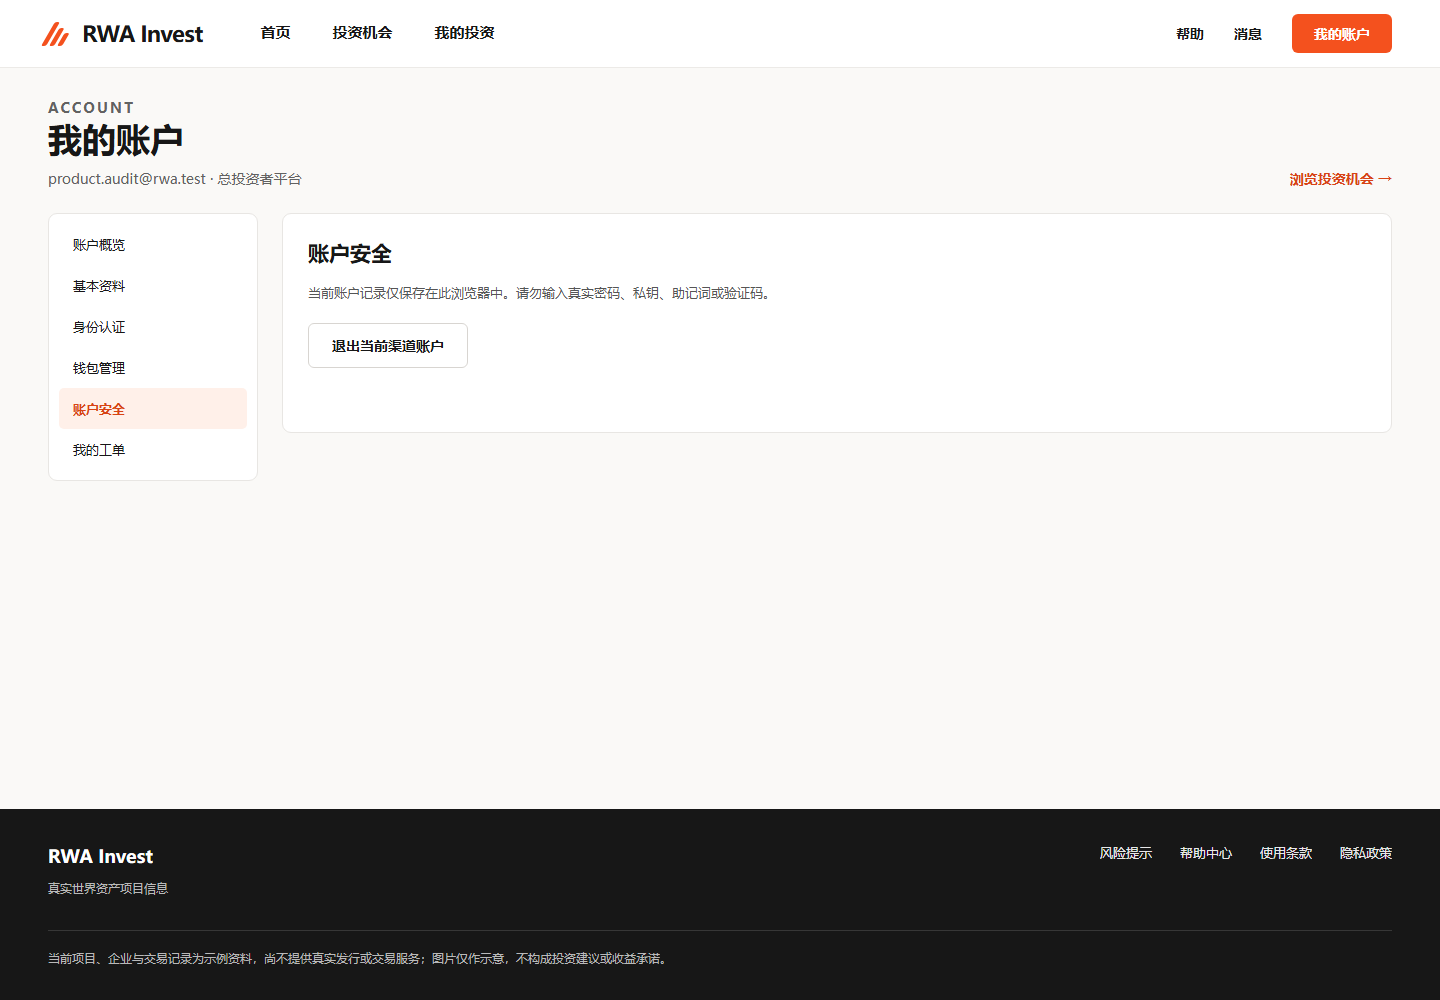 RWA Invest
首页
投资机会
我的投资
帮助
消息
我的账户
ACCOUNT
我的账户
product.audit@rwa.test · 总投资者平台
浏览投资机会 →
账户概览
基本资料
身份认证
钱包管理
账户安全
我的工单
账户安全
当前账户记录仅保存在此浏览器中。请勿输入真实密码、私钥、助记词或验证码。
退出当前渠道账户
RWA Invest
真实世界资产项目信息
风险提示
帮助中心
使用条款
隐私政策
当前项目、企业与交易记录为示例资料，尚不提供真实发行或交易服务；图片仅作示意，不构成投资建议或收益承诺。